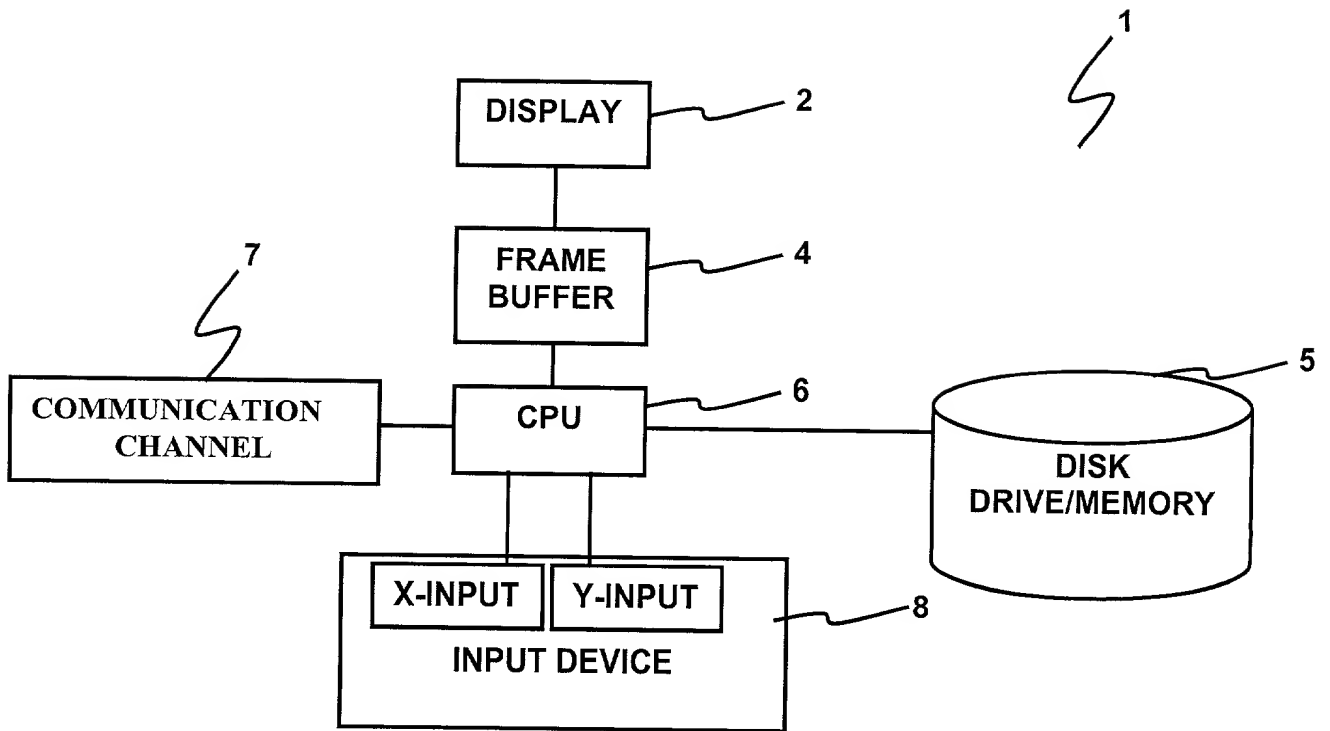 1
DISPLAY
2
7
FRAME
BUFFER
4
5
COMMUNICATION
CHANNEL
CPU
6
DISK
DRIVE/MEMORY
X-INPUT
Y-INPUT
8
INPUT DEVICE